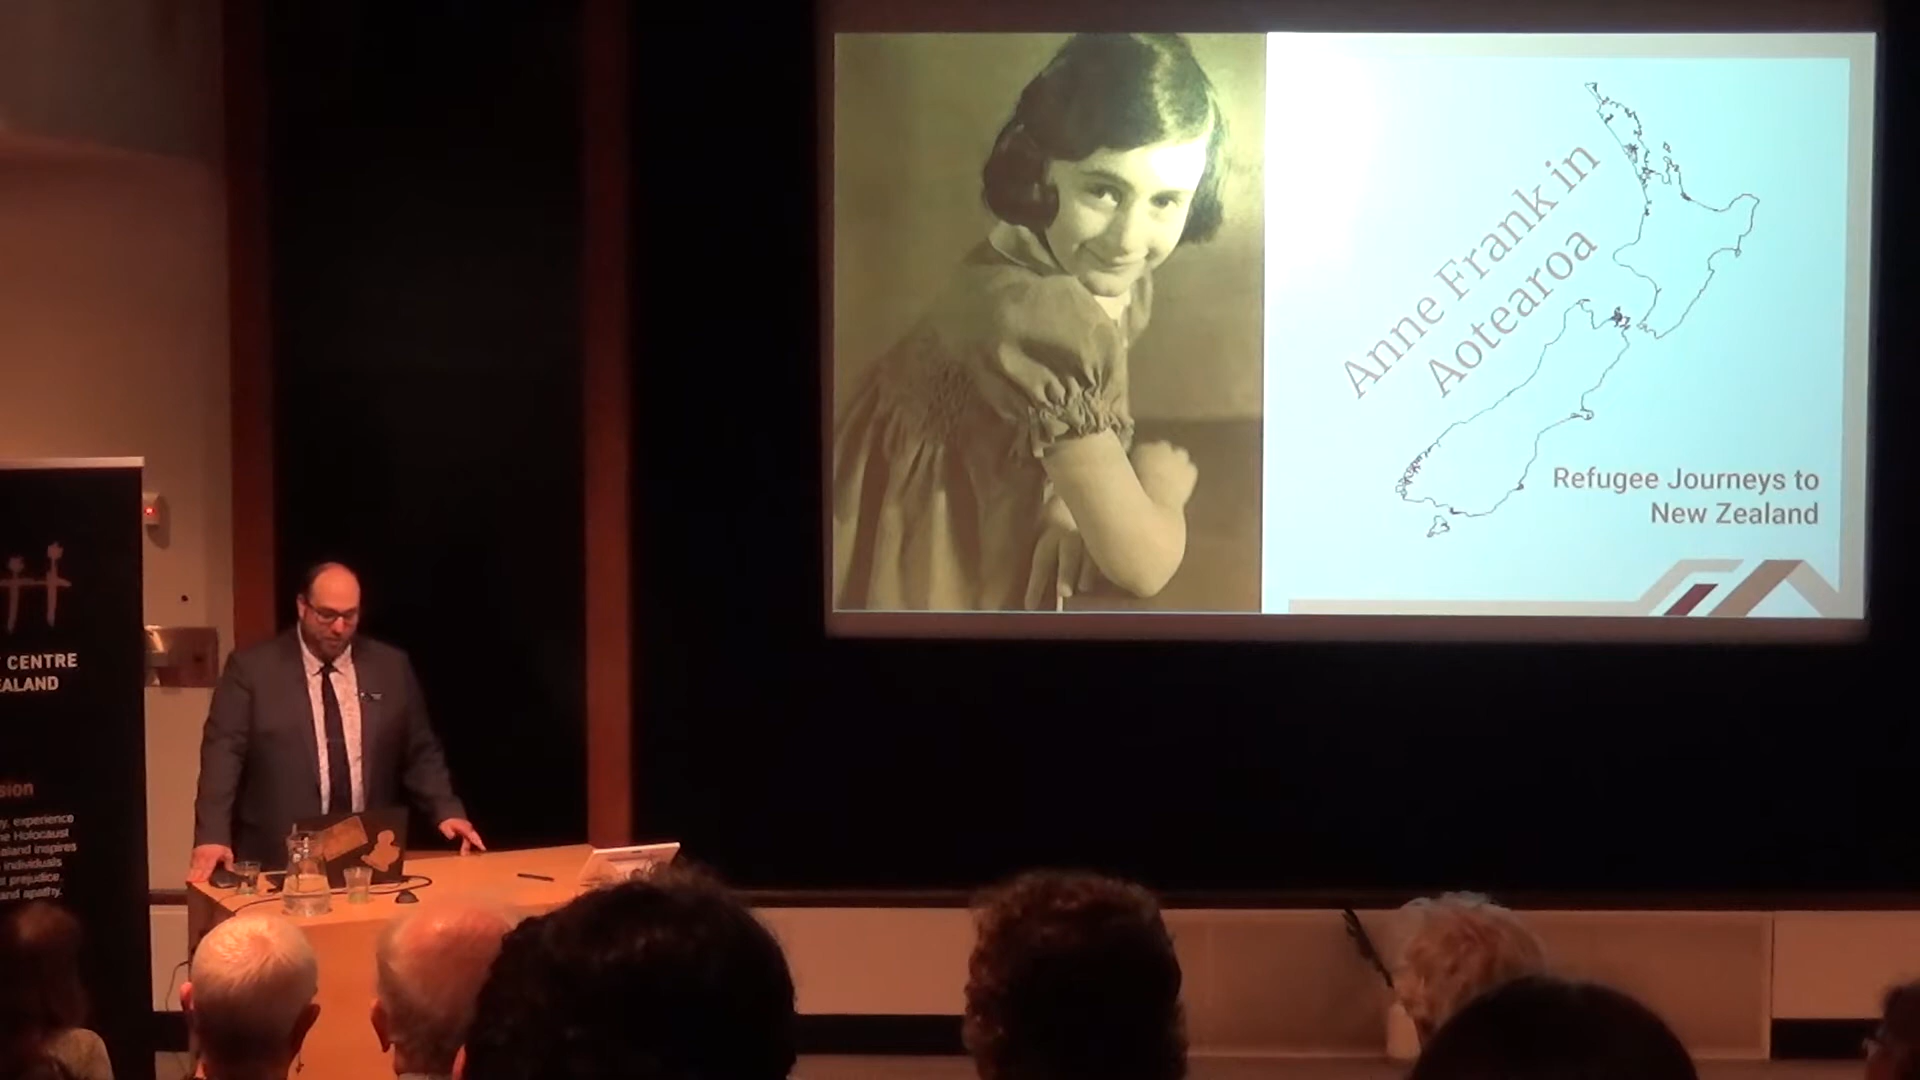 Anne Frank in
Aotearoa
Refugee Journeys to
New Zealand
CENTRE
EALAND
sion
y, experience
he Holocaust
aland inspires
individuals
prejudice,
and apathy.